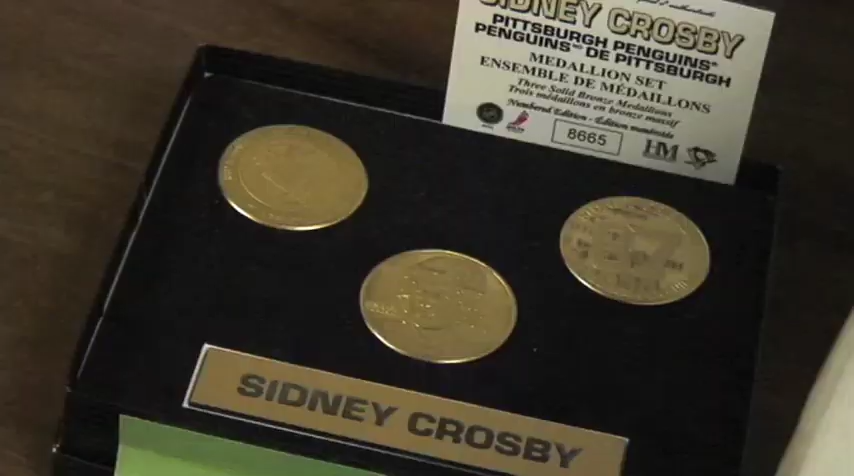 SIDNEY CROSBY
PITTSBURGH PENGUINS®
PENGUINS DE PITTSBURGH
MEDALLION SET
ENSEMBLE DE MÉDAILLONS
Three Solid Bronze Medallions
Trois médaillons en bronze massif
Numbered Edition - Édition numérotée
8665
HM
SIDNEY CROSBY